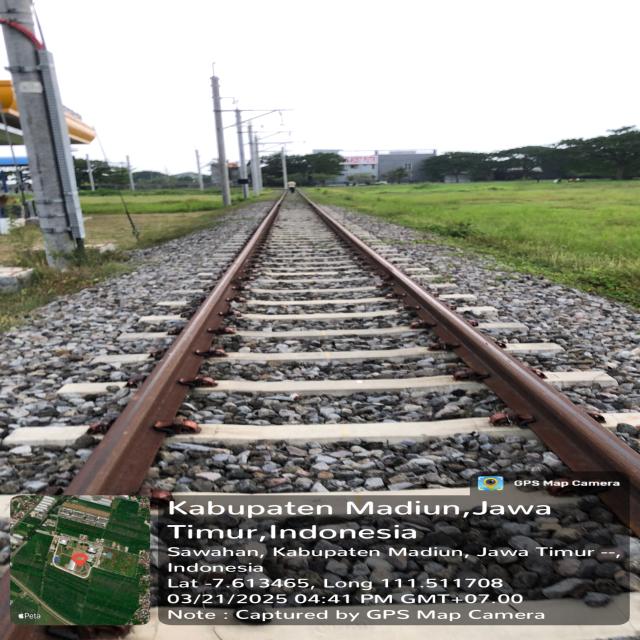 GPS Map Camera
Kabupaten Madiun,Jawa
Timur,Indonesia
Sawahan, Kabupaten Madiun, Jawa Timur --,
Indonesia
Lat -7.613465, Long 111.511708
03/21/2025 04:41 PM GMT+07.00
Note : Captured by GPS Map Camera
Peta